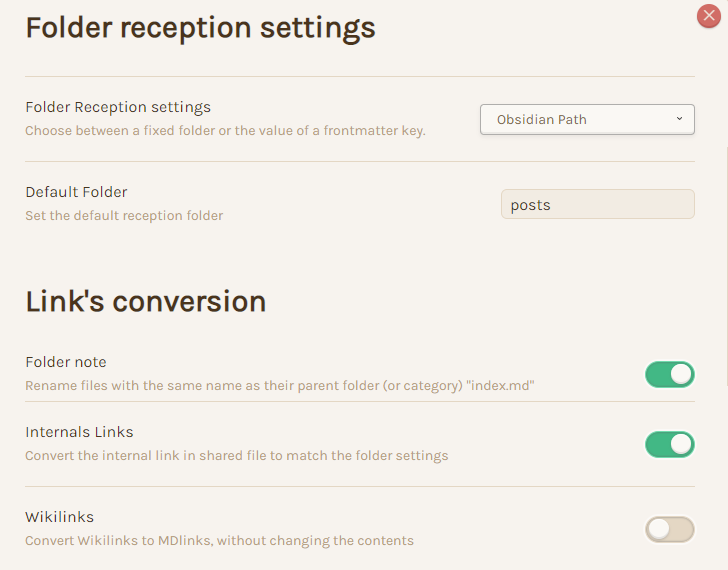 Folder reception settings
Folder Reception settings
Choose between a fixed folder or the value of a frontmatter key.
Obsidian Path
Default Folder
Set the default reception folder
posts
Link's conversion
Folder note
Rename files with the same name as their parent folder (or category) "index.md"
Internals Links
Convert the internal link in shared file to match the folder settings
Wikilinks
Convert Wikilinks to MDlinks, without changing the contents